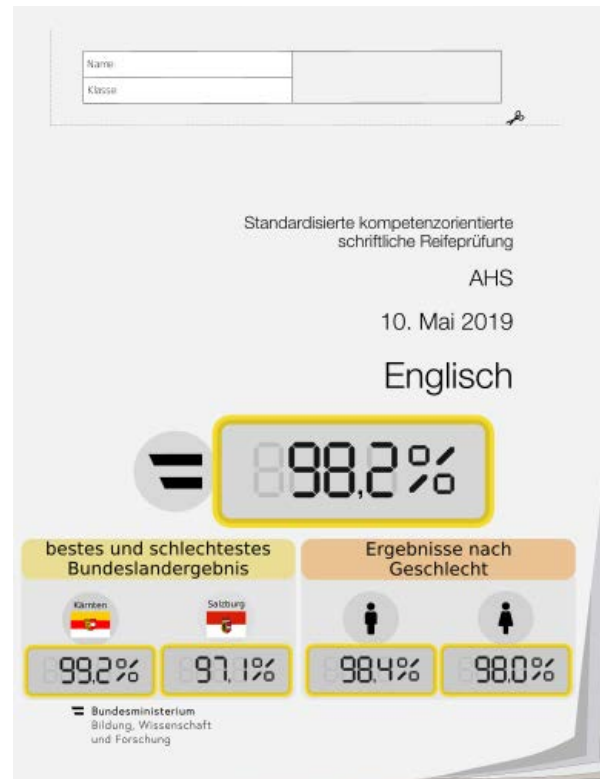 Name
Klasse
Standardisierte kompetenzorientierte
schriftliche Reifeprüfung
AHS
10. Mai 2019
Englisch
98,2%
bestes und schlechtestes
Bundeslandergebnis
Ergebnisse nach
Geschlecht
Kärnten
Salzburg
99,2%
97,1%
98,4%
98,0%
Bundesministerium
Bildung, Wissenschaft
und Forschung